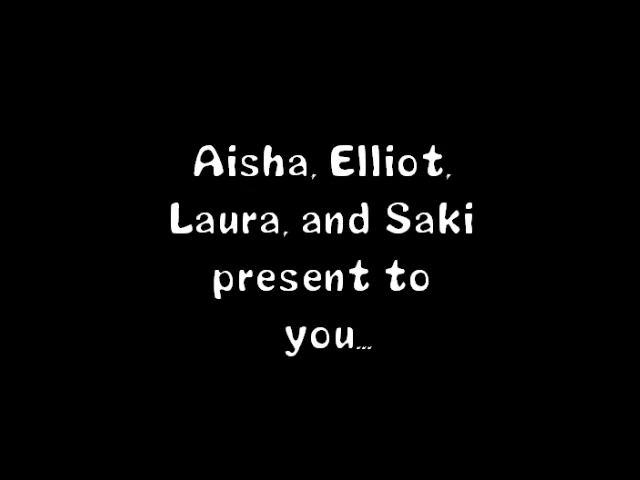 Aisha, Elliot,
Laura, and Saki
present to
you...